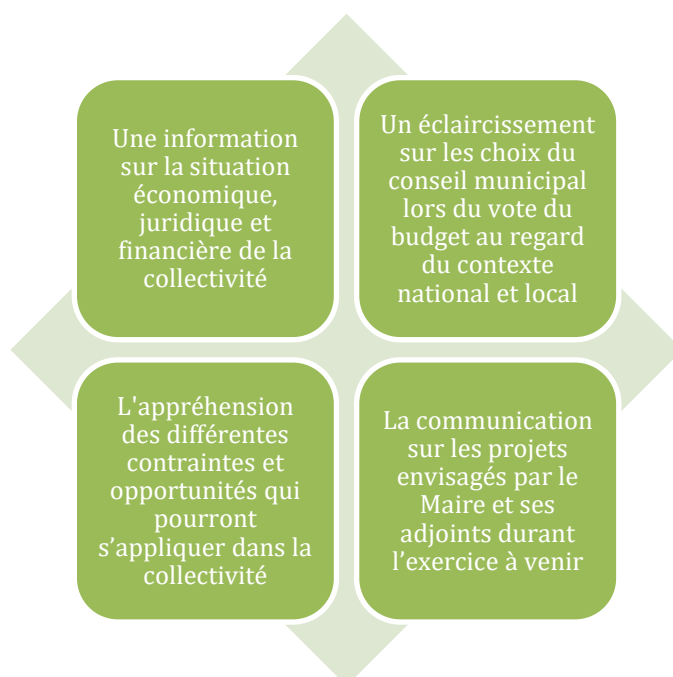 Une information
sur la situation
économique,
juridique et
financière de la
collectivité
Un éclaircissement
sur les choix du
conseil municipal
lors du vote du
budget au regard
du contexte
national et local
L'appréhension
des différentes
contraintes et
opportunités qui
pourront
s’appliquer dans la
collectivité
La communication
sur les projets
envisagés par le
Maire et ses
adjoints durant
l’exercice à venir